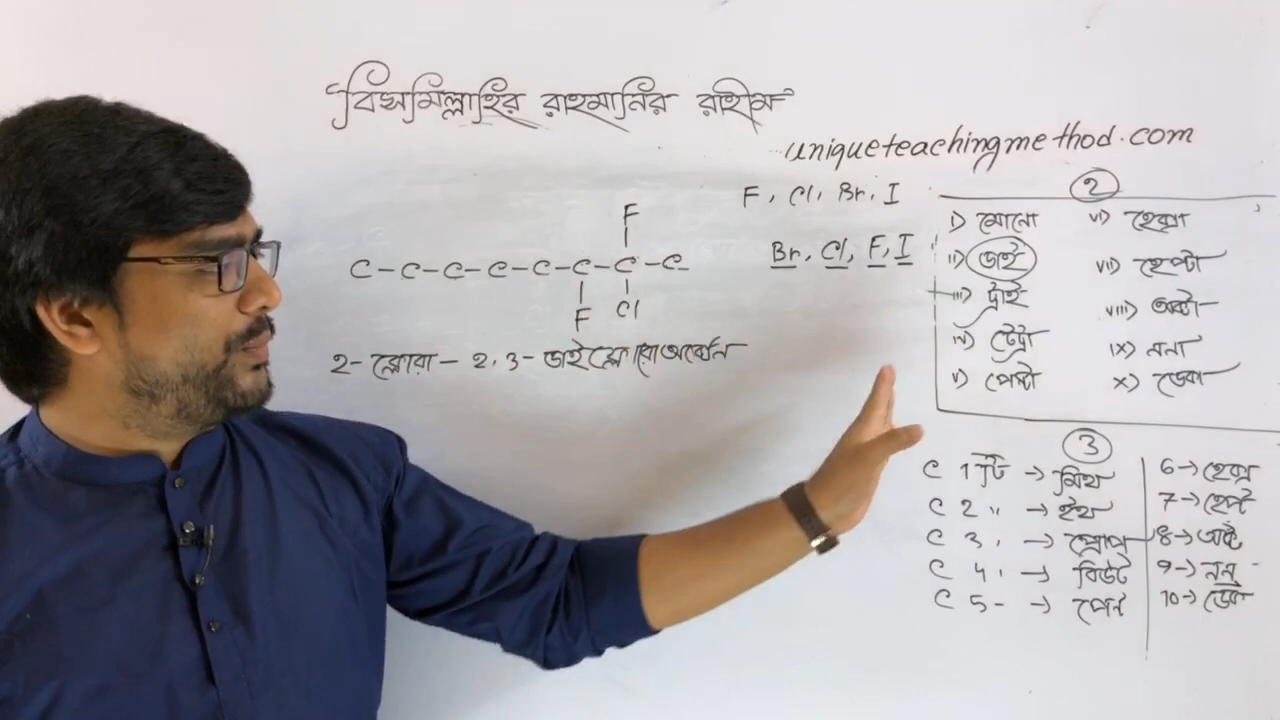 বিসমিল্লাহির রাহমানির রাহীম
uniqueteachingmethod.com
F, Cl, Br, I
Br, Cl, F, I
F
C-C-C-C-C-C-C-C
F Cl
2- ক্লোরো - 2,3- ডাইফ্লোরোঅক্টেন
2
i) মোনো vi) হেক্সা
ii) ডাই vii) হেপ্টা
iii) ট্রাই viii) অক্টা
iv) টেট্রা ix) ননা
v) পেন্টা x) ডেকা
3
C 1টি → মিথ 6→ হেক্স
C 2 " → ইথ 7→ হেপ্ট
C 3 → প্রোপ 8→ অক্ট
C 4 → বিউট 9→ নন
C 5 - → পেন্ট 10→ ডেক